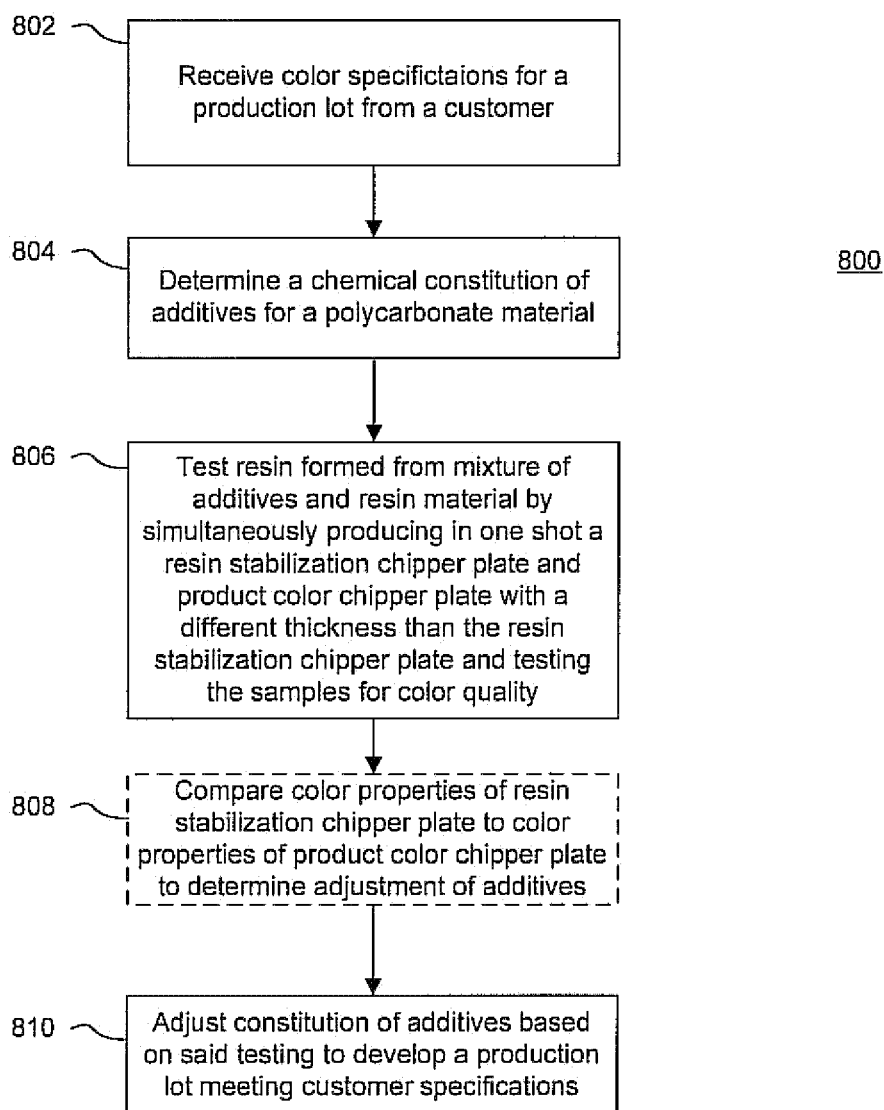 802
Receive color specifictaions for a
production lot from a customer
804
Determine a chemical constitution of
additives for a polycarbonate material
800
806
Test resin formed from mixture of
additives and resin material by
simultaneously producing in one shot a
resin stabilization chipper plate and
product color chipper plate with a
different thickness than the resin
stabilization chipper plate and testing
the samples for color quality
808
Compare color properties of resin
stabilization chipper plate to color
properties of product color chipper plate
to determine adjustment of additives
810
Adjust constitution of additives based
on said testing to develop a production
lot meeting customer specifications